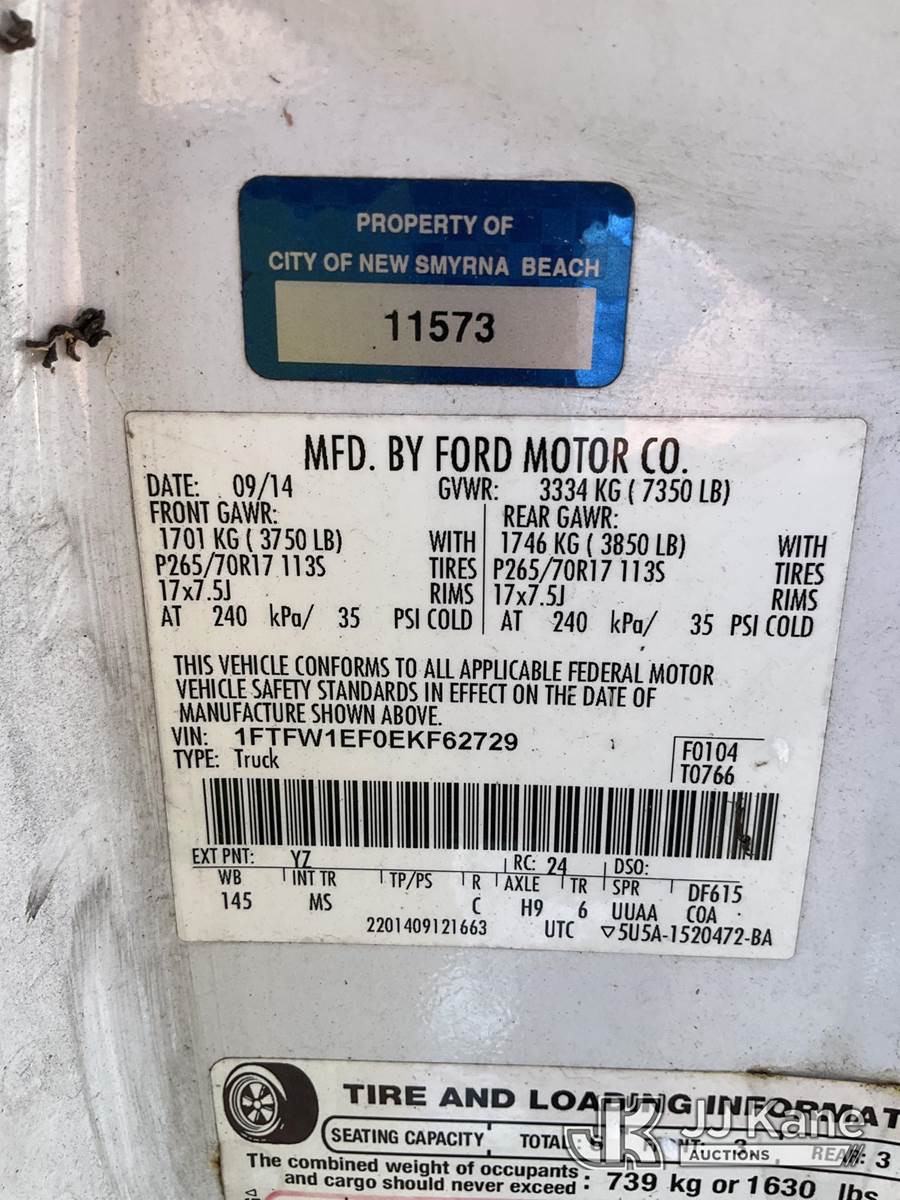 PROPERTY OF
CITY OF NEW SMYRNA BEACH
11573
MFD. BY FORD MOTOR CO.
DATE: 09/14 GVWR: 3334 KG ( 7350 LB)
FRONT GAWR: REAR GAWR:
1701 KG ( 3750 LB) WITH 1746 KG ( 3850 LB) WITH
P265/70R17 113S TIRES P265/70R17 113S TIRES
17x7.5J RIMS 17x7.5J RIMS
AT 240 kPa/ 35 PSI COLD AT 240 kPa/ 35 PSI COLD
THIS VEHICLE CONFORMS TO ALL APPLICABLE FEDERAL MOTOR
VEHICLE SAFETY STANDARDS IN EFFECT ON THE DATE OF
MANUFACTURE SHOWN ABOVE.
VIN: 1FTFW1EF0EKF62729 F0104
TYPE: Truck T0766
EXT PNT: YZ RC: 24 DSO:
WB INT TR TP/PS R AXLE TR SPR DF615
145 MS C H9 6 UUAA COA
2201409121663 UTC ▽5U5A-1520472-BA
TIRE AND LOADING INFORMAT
SEATING CAPACITY TOTAL: 3 REAR: 3
The combined weight of occupants
and cargo should never exceed : 739 kg or 1630 lbs
JK JJ Kane
AUCTIONS